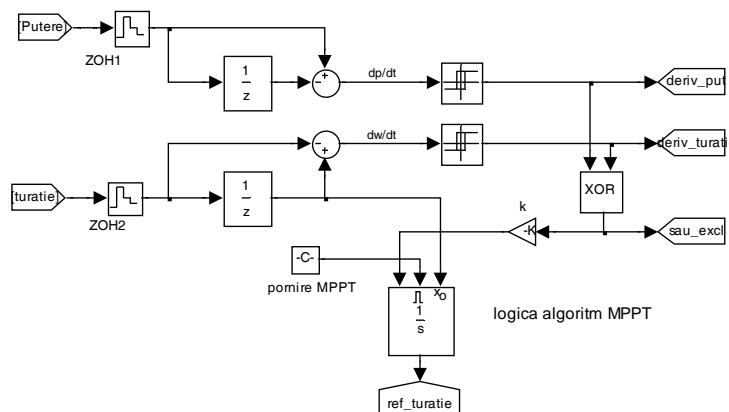 [Putere]
ZOH1
1
z
dp/dt
deriv_put
dw/dt
deriv_turati
[turatie]
ZOH2
1
z
XOR
k
-K
sau_excl
-C-
pornire MPPT
xo
1
s
logica algoritm MPPT
ref_turatie